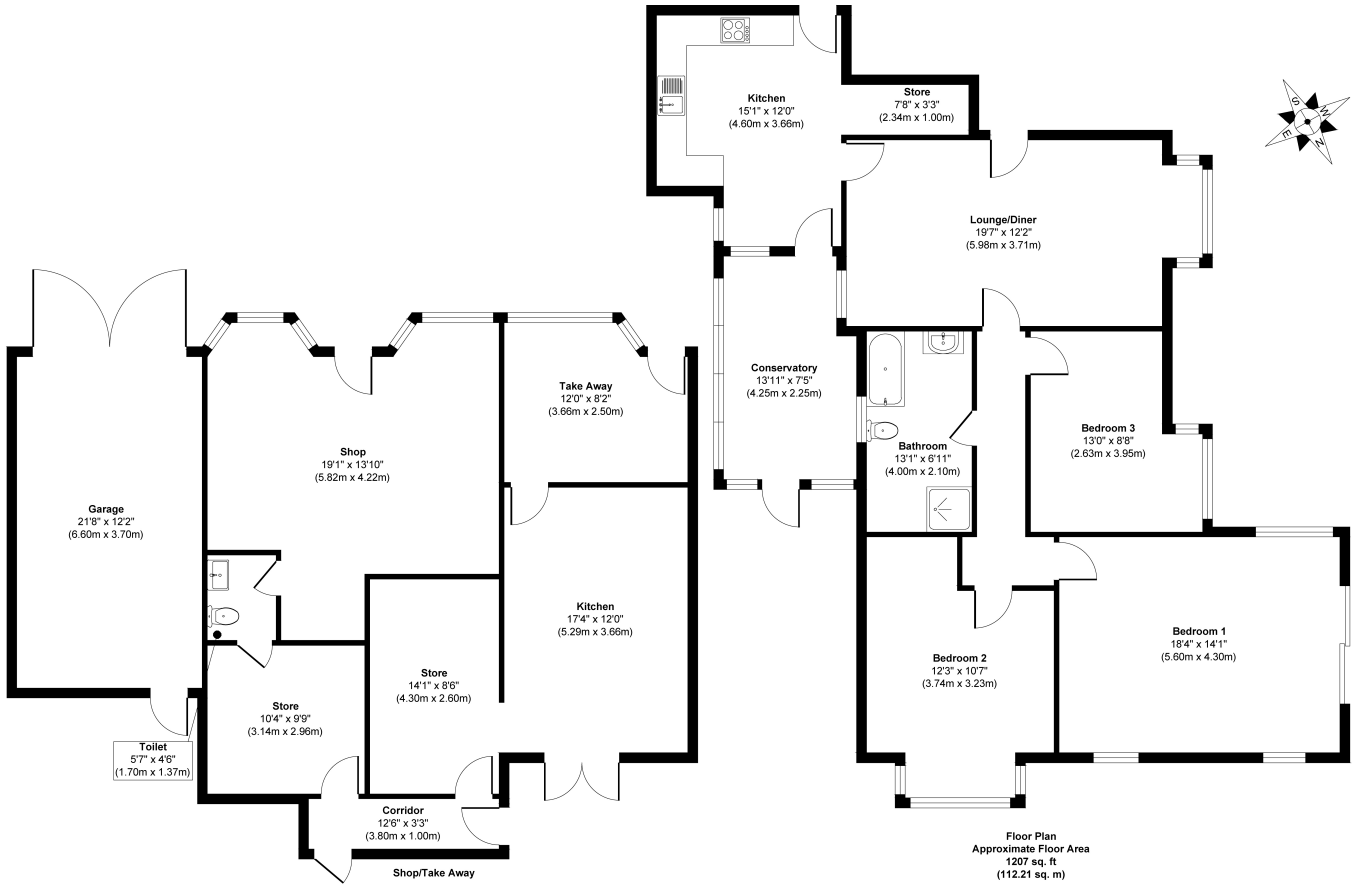 Kitchen
15'1" x 12'0"
(4.60m x 3.66m)
Store
7'8" x 3'3"
(2.34m x 1.00m)
S
W
E
N
Lounge/Diner
19'7" x 12'2"
(5.98m x 3.71m)
Conservatory
13'11" x 7'5"
(4.25m x 2.25m)
Take Away
12'0" x 8'2"
(3.66m x 2.50m)
Shop
19'1" x 13'10"
(5.82m x 4.22m)
Bathroom
13'1" x 6'11"
(4.00m x 2.10m)
Bedroom 3
13'0" x 8'8"
(2.63m x 3.95m)
Garage
21'8" x 12'2"
(6.60m x 3.70m)
Kitchen
17'4" x 12'0"
(5.29m x 3.66m)
Bedroom 1
18'4" x 14'1"
(5.60m x 4.30m)
Bedroom 2
12'3" x 10'7"
(3.74m x 3.23m)
Store
14'1" x 8'6"
(4.30m x 2.60m)
Store
10'4" x 9'9"
(3.14m x 2.96m)
Toilet
5'7" x 4'6"
(1.70m x 1.37m)
Corridor
12'6" x 3'3"
(3.80m x 1.00m)
Shop/Take Away
Floor Plan
Approximate Floor Area
1207 sq. ft
(112.21 sq. m)